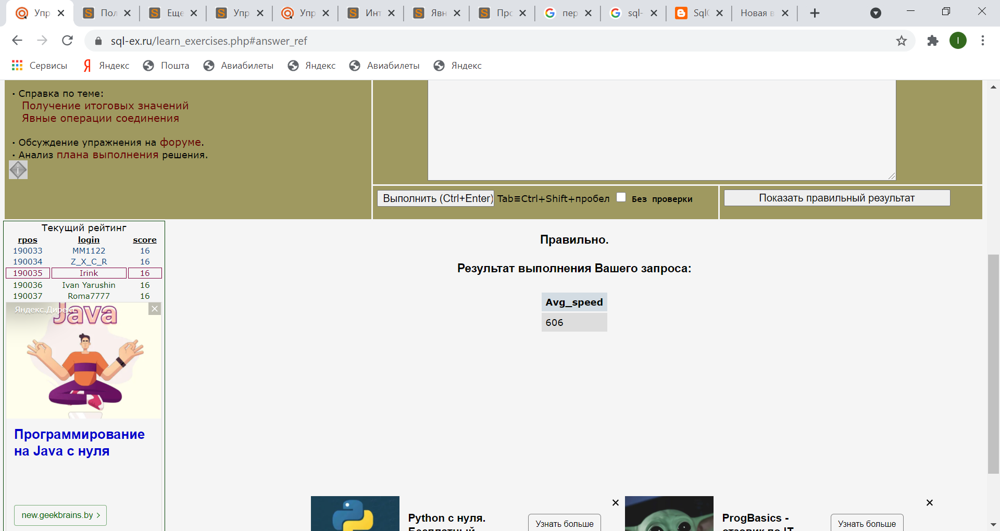 Упр
Пол
Еще
Упр
Упр
Инт
Явн
Про
пер
sql-
Sql
Новая в
sql-ex.ru/learn_exercises.php#answer_ref
I
Сервисы
Яндекс
Пошта
Авиабилеты
Яндекс
Авиабилеты
Яндекс
· Справка по теме:
Получение итоговых значений
Явные операции соединения
· Обсуждение упражнения на форуме.
· Анализ плана выполнения решения.
Выполнить (Ctrl+Enter)
Tab≡Ctrl+Shift+пробел
Без проверки
Показать правильный результат
Текущий рейтинг
rpos login score
190033 MM1122 16
190034 Z_X_C_R 16
190035 Irink 16
190036 Ivan Yarushin 16
190037 Roma7777 16
Правильно.
Результат выполнения Вашего запроса:
Avg_speed
606
Яндекс.Директ
Java
Программирование
на Java с нуля
new.geekbrains.by
Python с нуля.
Бесплатный
Узнать больше
ProgBasics -
Узнать больше